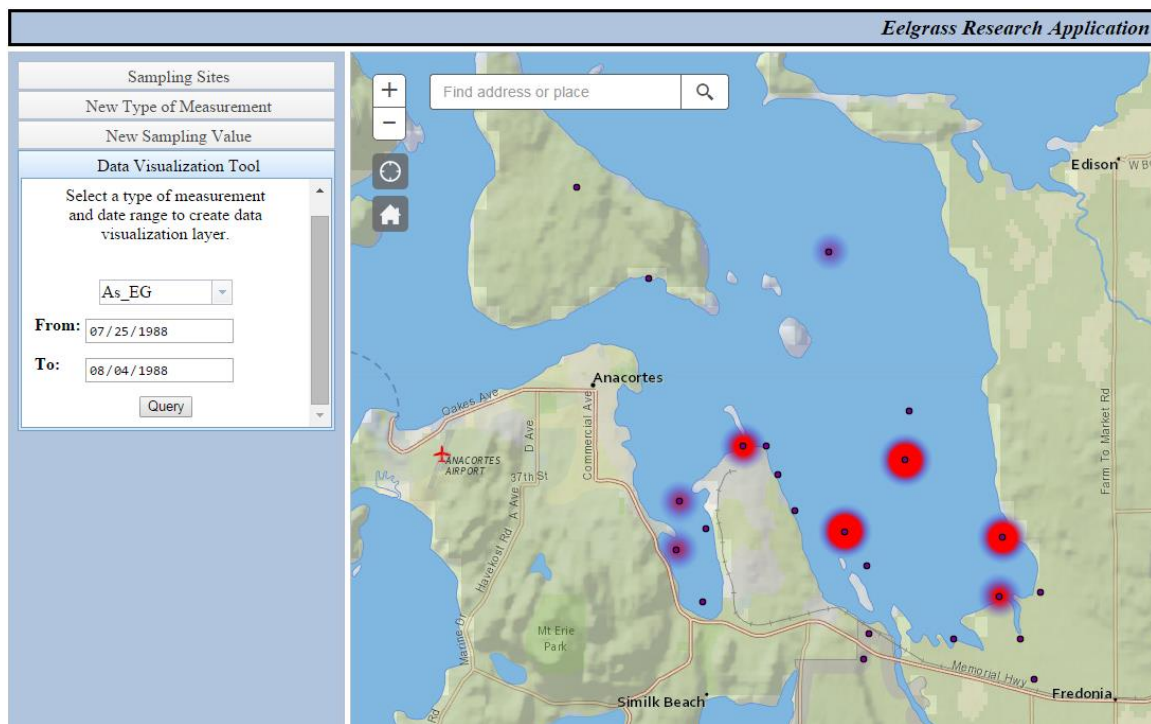 Eelgrass Research Application
Sampling Sites
New Type of Measurement
New Sampling Value
Data Visualization Tool
Select a type of measurement
and date range to create data
visualization layer.
As_EG
From: 07/25/1988
To: 08/04/1988
Query
+
−
Find address or place
Edison
Anacortes
Oakes Ave
D Ave
Commercial Ave
ANACORTES
AIRPORT
37th St
A Ave
Havekost Rd
Marine Dr
Mt Erie
Park
Farm To Market Rd
Memorial Hwy
Similk Beach
Fredonia
Rd